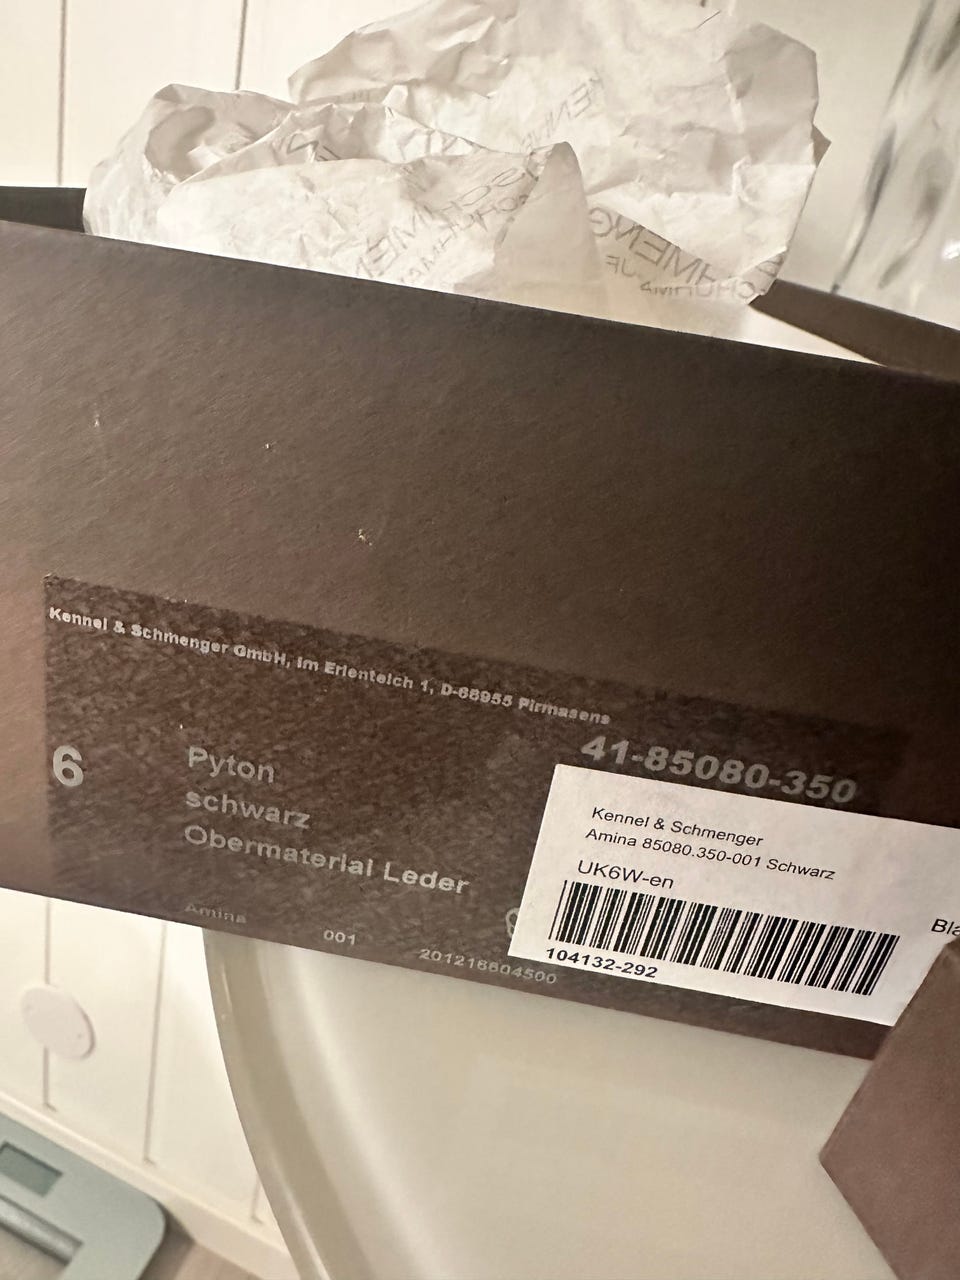 Kennel & Schmenger GmbH, Im Erlenteich 1, D-66955 Pirmasens
41-85080-350
6
Pyton
schwarz
Obermaterial Leder
Amina
001
201216604500
Kennel & Schmenger
Amina 85080.350-001 Schwarz
UK6W-en
104132-292